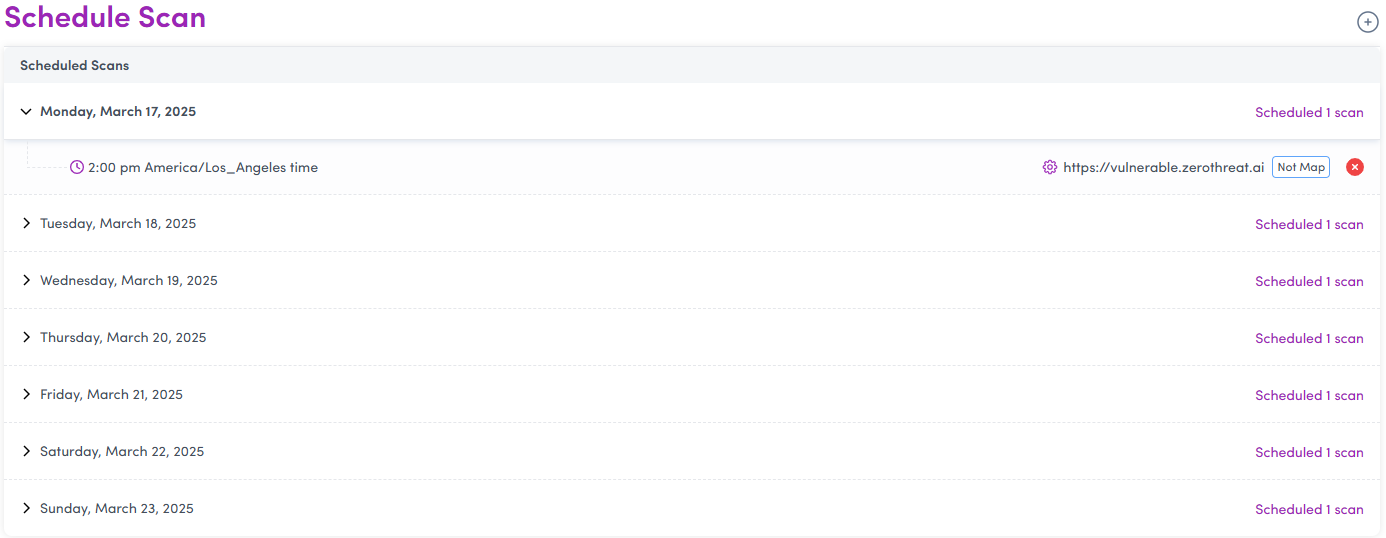 Schedule Scan
Scheduled Scans
Monday, March 17, 2025 Scheduled 1 scan
2:00 pm America/Los_Angeles time https://vulnerable.zerothreat.ai Not Map
Tuesday, March 18, 2025 Scheduled 1 scan
Wednesday, March 19, 2025 Scheduled 1 scan
Thursday, March 20, 2025 Scheduled 1 scan
Friday, March 21, 2025 Scheduled 1 scan
Saturday, March 22, 2025 Scheduled 1 scan
Sunday, March 23, 2025 Scheduled 1 scan